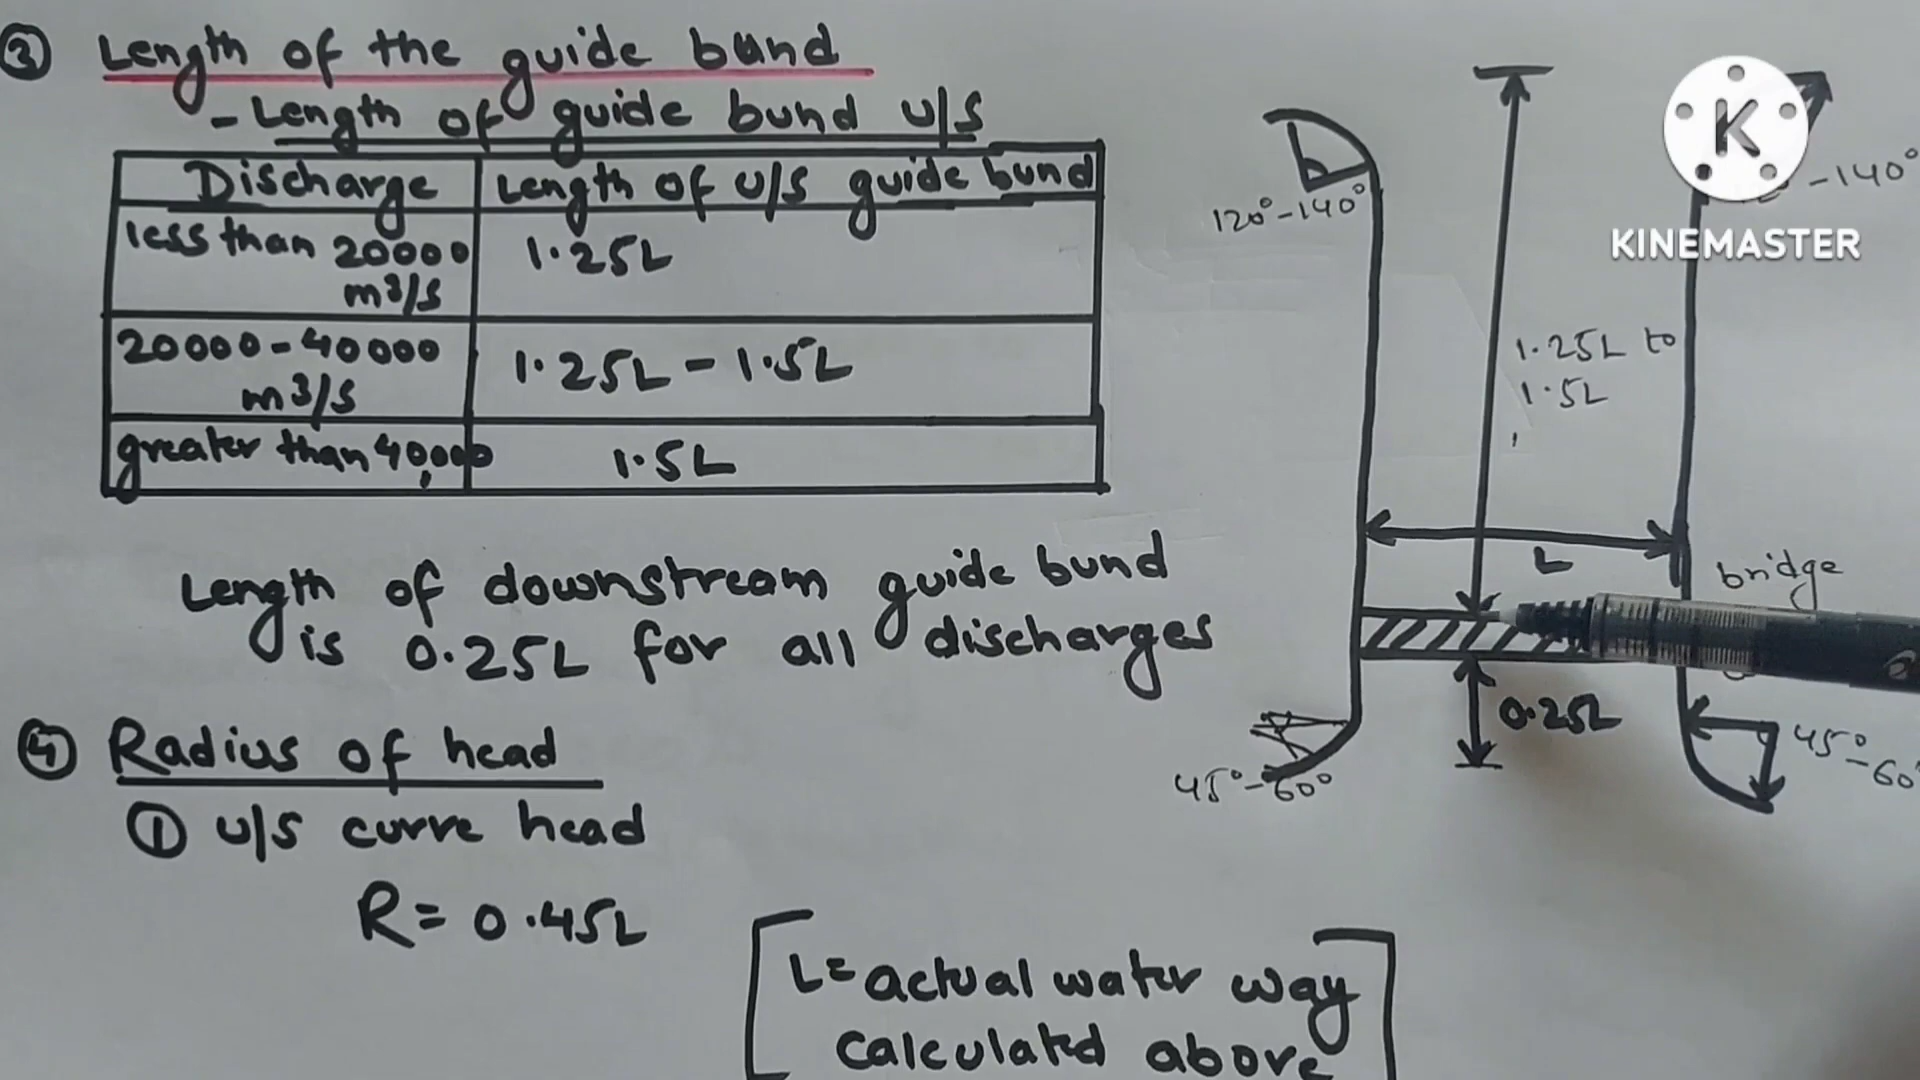 ③ Length of the guide bund
- Length of guide bund u/s
Discharge
Length of u/s guide bund
less than 20000
m3/s
1.25L
20000-40000
m3/s
1.25L - 1.5L
greater than 40,000
1.5L
Length of downstream guide bund
is 0.25L for all discharges
④ Radius of head
① u/s curve head
R = 0.45L
[L = actual water way
calculated above
120°-140°
-140°
K
KINEMASTER
1.25L to
1.5L
L
bridge
0.25L
45°-60°
45°-60°